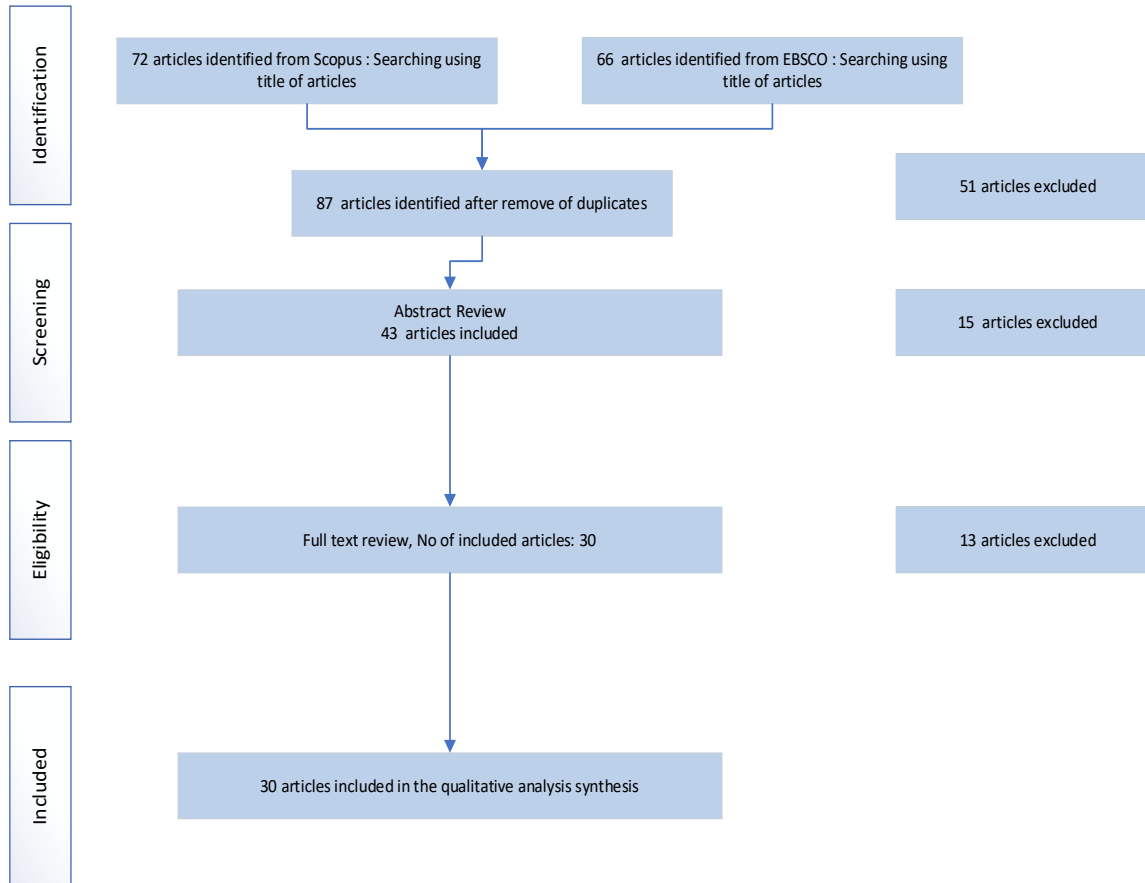 Identification
72 articles identified from Scopus : Searching using
title of articles
66 articles identified from EBSCO : Searching using
title of articles
87 articles identified after remove of duplicates
51 articles excluded
Screening
Abstract Review
43 articles included
15 articles excluded
Eligibility
Full text review, No of included articles: 30
13 articles excluded
Included
30 articles included in the qualitative analysis synthesis